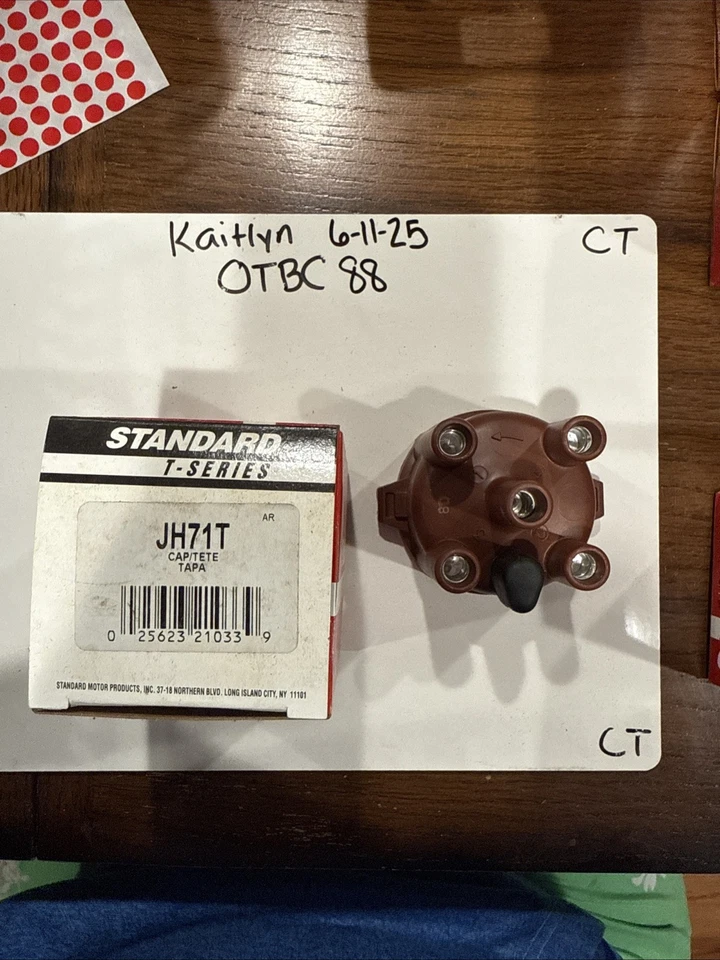 Kaitlyn 6-11-25
OTBC 88
CT
STANDARD
T-SERIES
AR
JH71T
CAP/TETE
TAPA
0 25623 21033 9
STANDARD MOTOR PRODUCTS, INC. 37-18 NORTHERN BLVD. LONG ISLAND CITY, NY 11101
CT